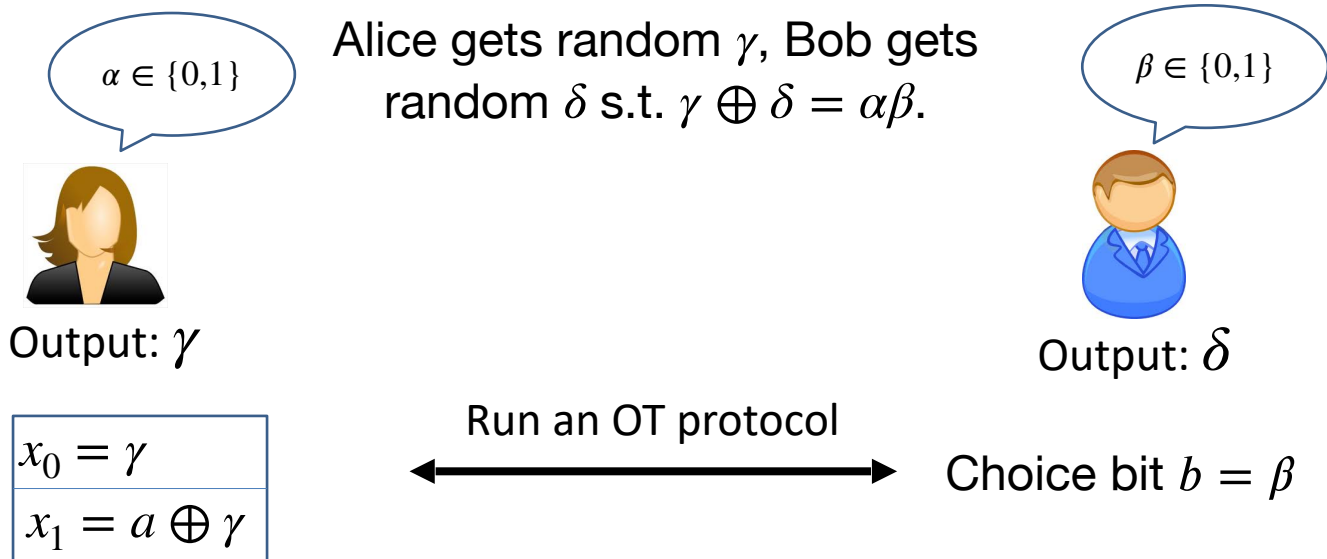 α ∈ {0,1}
Alice gets random γ, Bob gets
random δ s.t. γ ⊕ δ = αβ.
β ∈ {0,1}
Output: γ
Output: δ
x₀ = γ
x₁ = a ⊕ γ
Run an OT protocol
Choice bit b = β